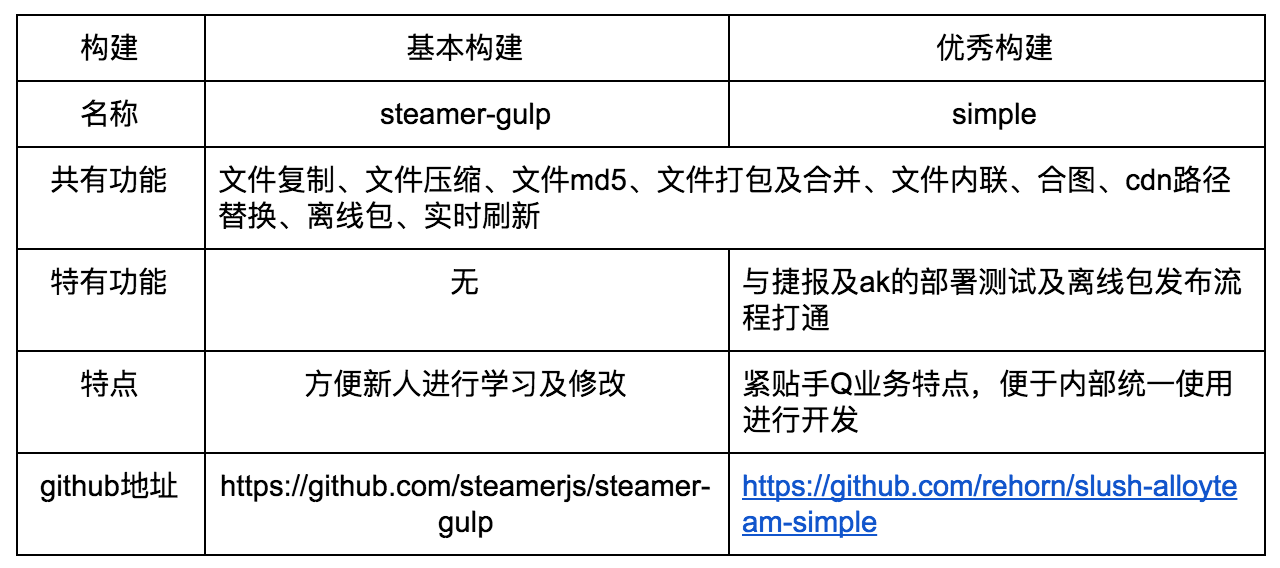 构建 基本构建 优秀构建
名称 steamer-gulp simple
共有功能 文件复制、文件压缩、文件md5、文件打包及合并、文件内联、合图、cdn路径
替换、离线包、实时刷新
特有功能 无 与捷报及ak的部署测试及离线包发布流
程打通
特点 方便新人进行学习及修改 紧贴手Q业务特点，便于内部统一使用
进行开发
github地址 https://github.com/steamerjs/steamer- https://github.com/rehorn/slush-alloyte
gulp am-simple